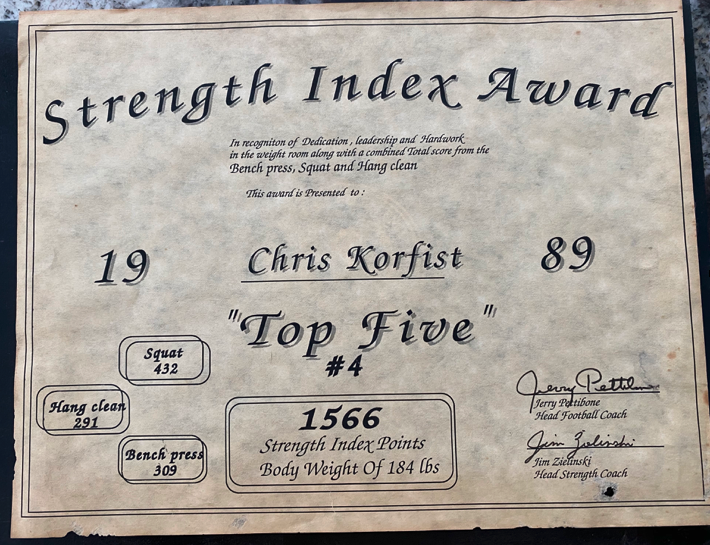 Strength Index Award
In recogniton of Dedication, leadership and Hardwork
in the weight room along with a combined Total score from the
Bench press, Squat and Hang clean
This award is Presented to :
19 Chris Korfist 89
"Top Five"
#4
Squat
432
Hang clean
291
Bench press
309
1566
Strength Index Points
Body Weight Of 184 lbs
Jerry Pettibone
Jerry Pettibone
Head Football Coach
Jim Zielinski
Jim Zielinski
Head Strength Coach